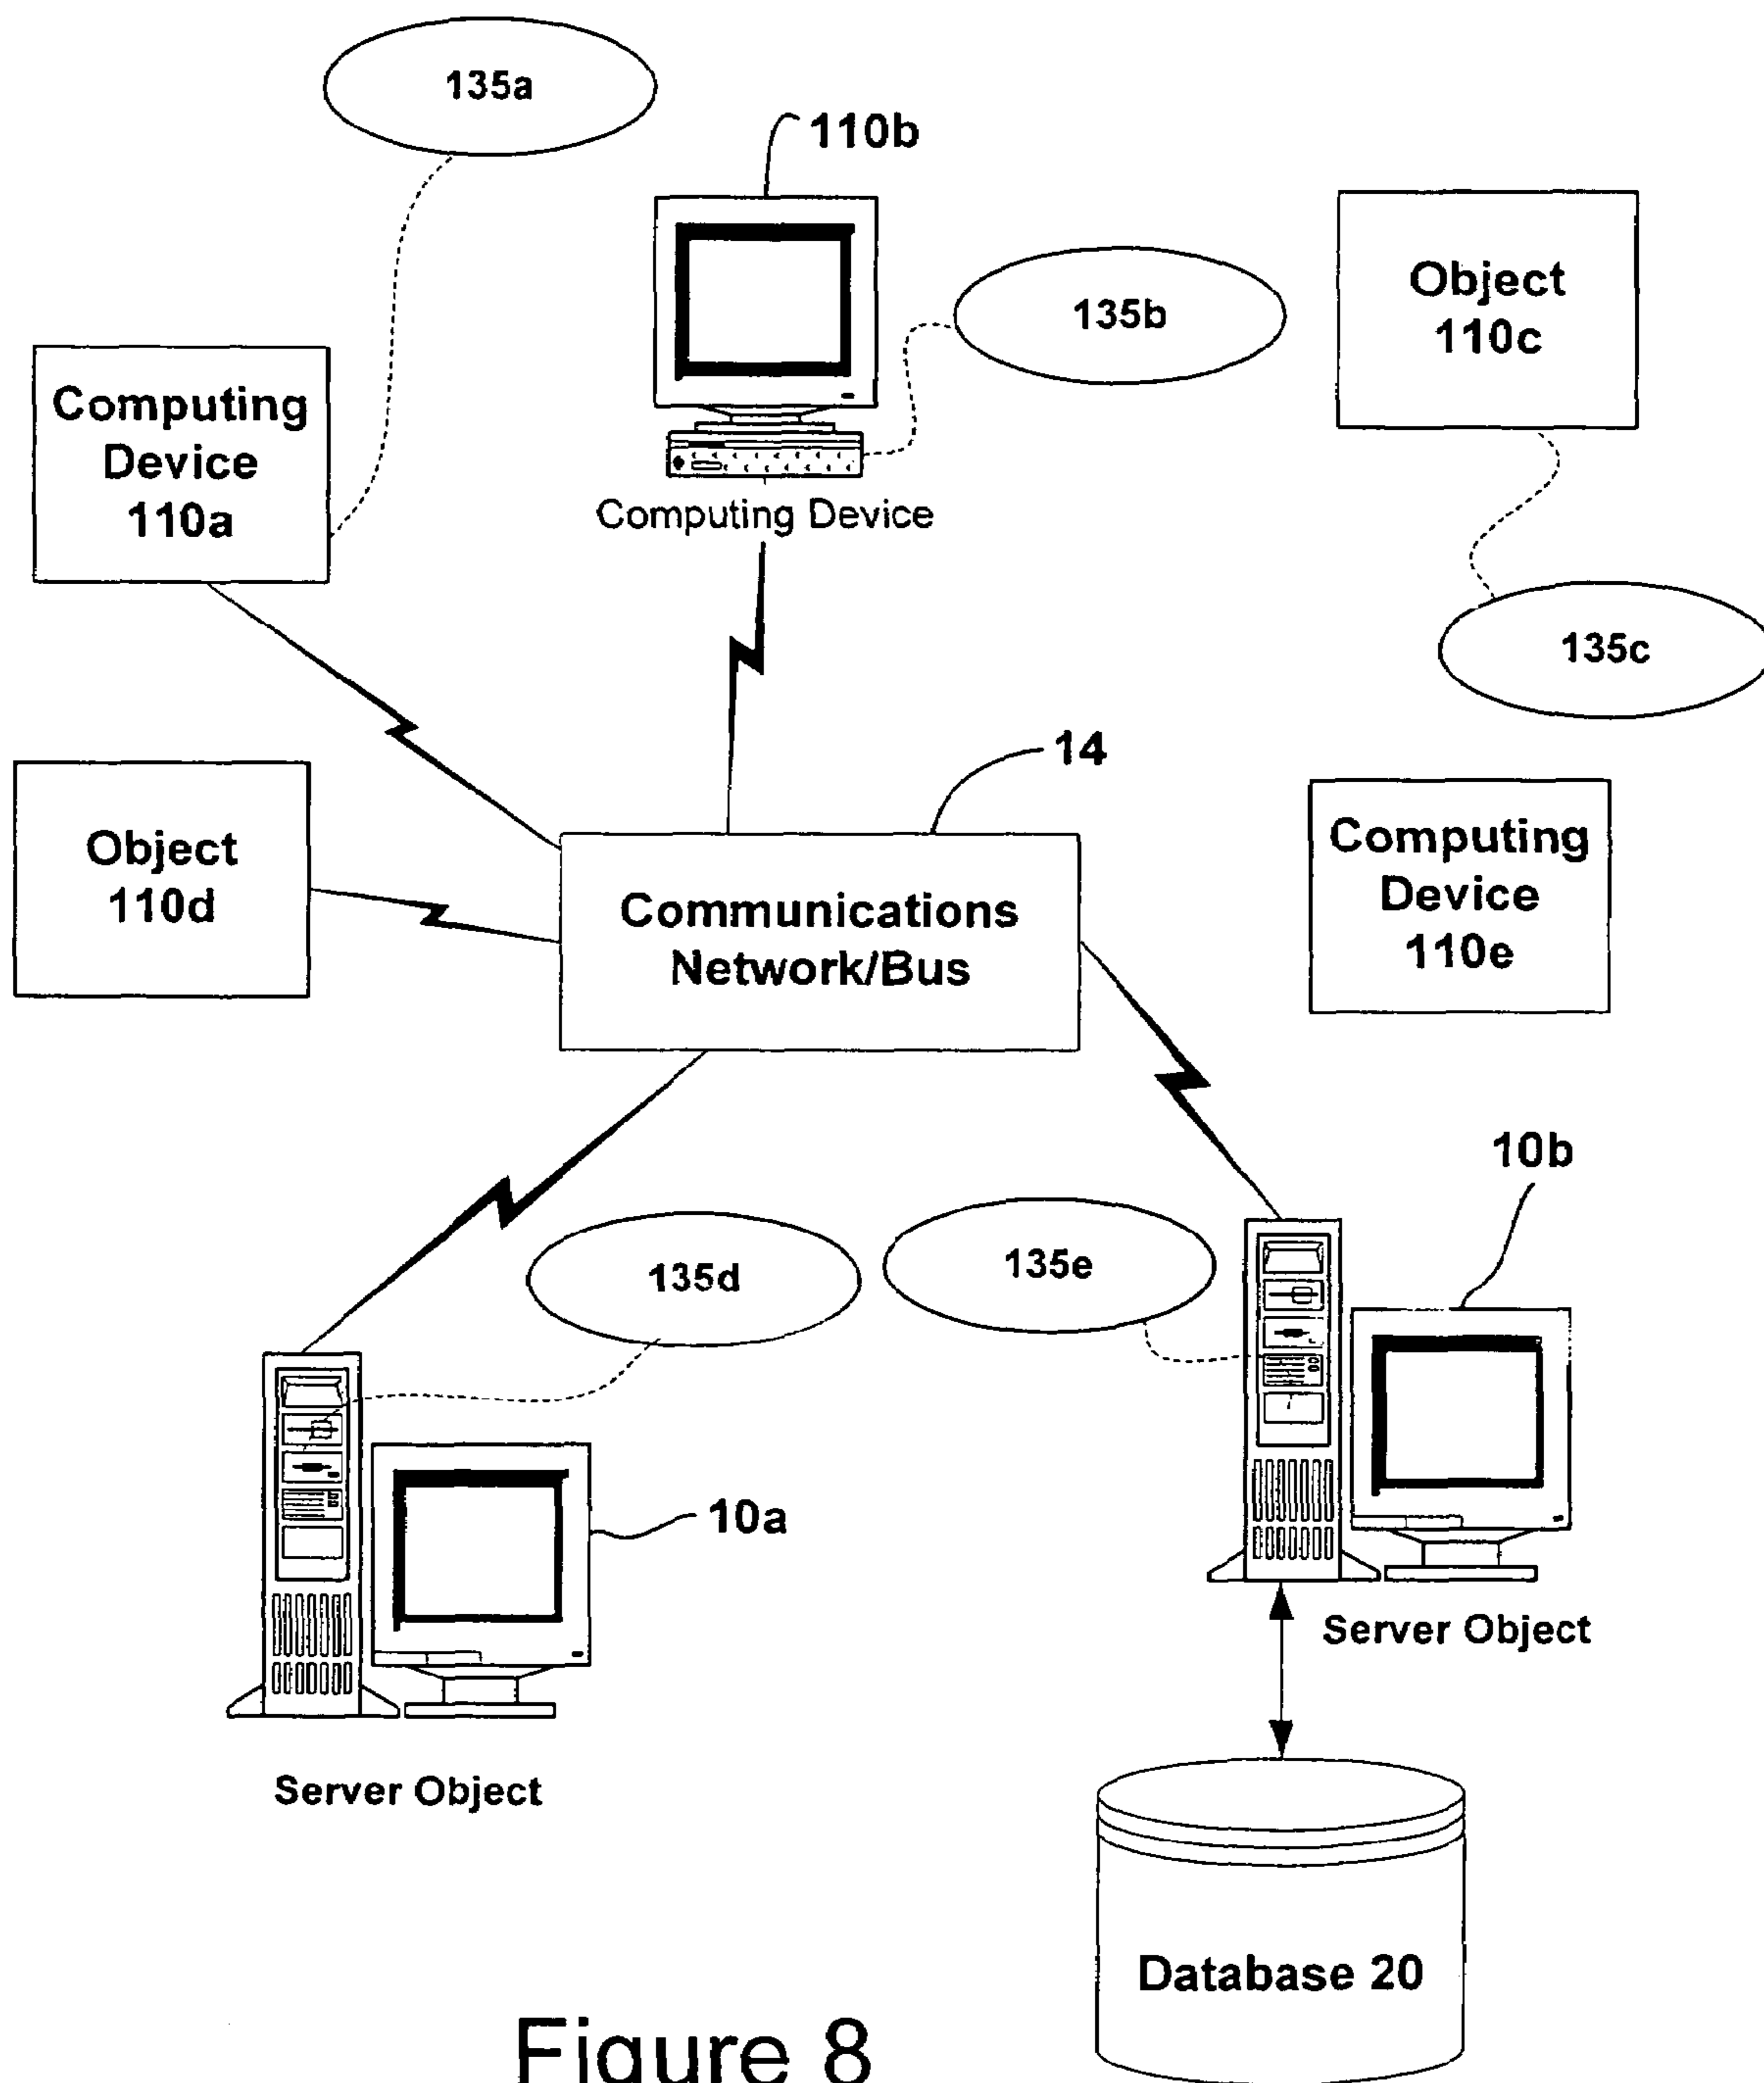 135a
110b
135b
Object
110c
Computing
Device
110a
Computing Device
135c
14
Object
110d
Communications
Network/Bus
Computing
Device
110e
10b
135d
135e
10a
Server Object
Server Object
Database 20
Figure 8